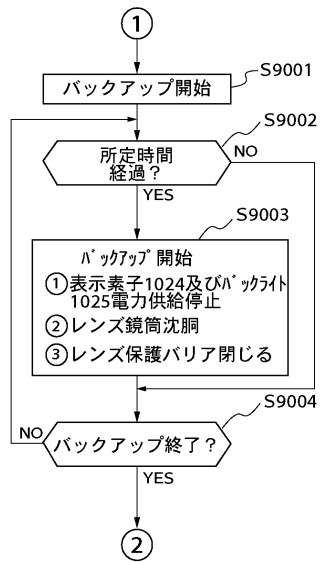 1
S9001
バックアップ開始
S9002
所定時間
経過？
NO
YES
S9003
ﾊﾞｯｸｱｯﾌﾟ 開始
① 表示素子1024及びﾊﾞｯｸﾗｲﾄ
1025電力供給停止
② レンズ鏡筒沈胴
③ レンズ保護バリア閉じる
S9004
NO
バックアップ終了？
YES
2